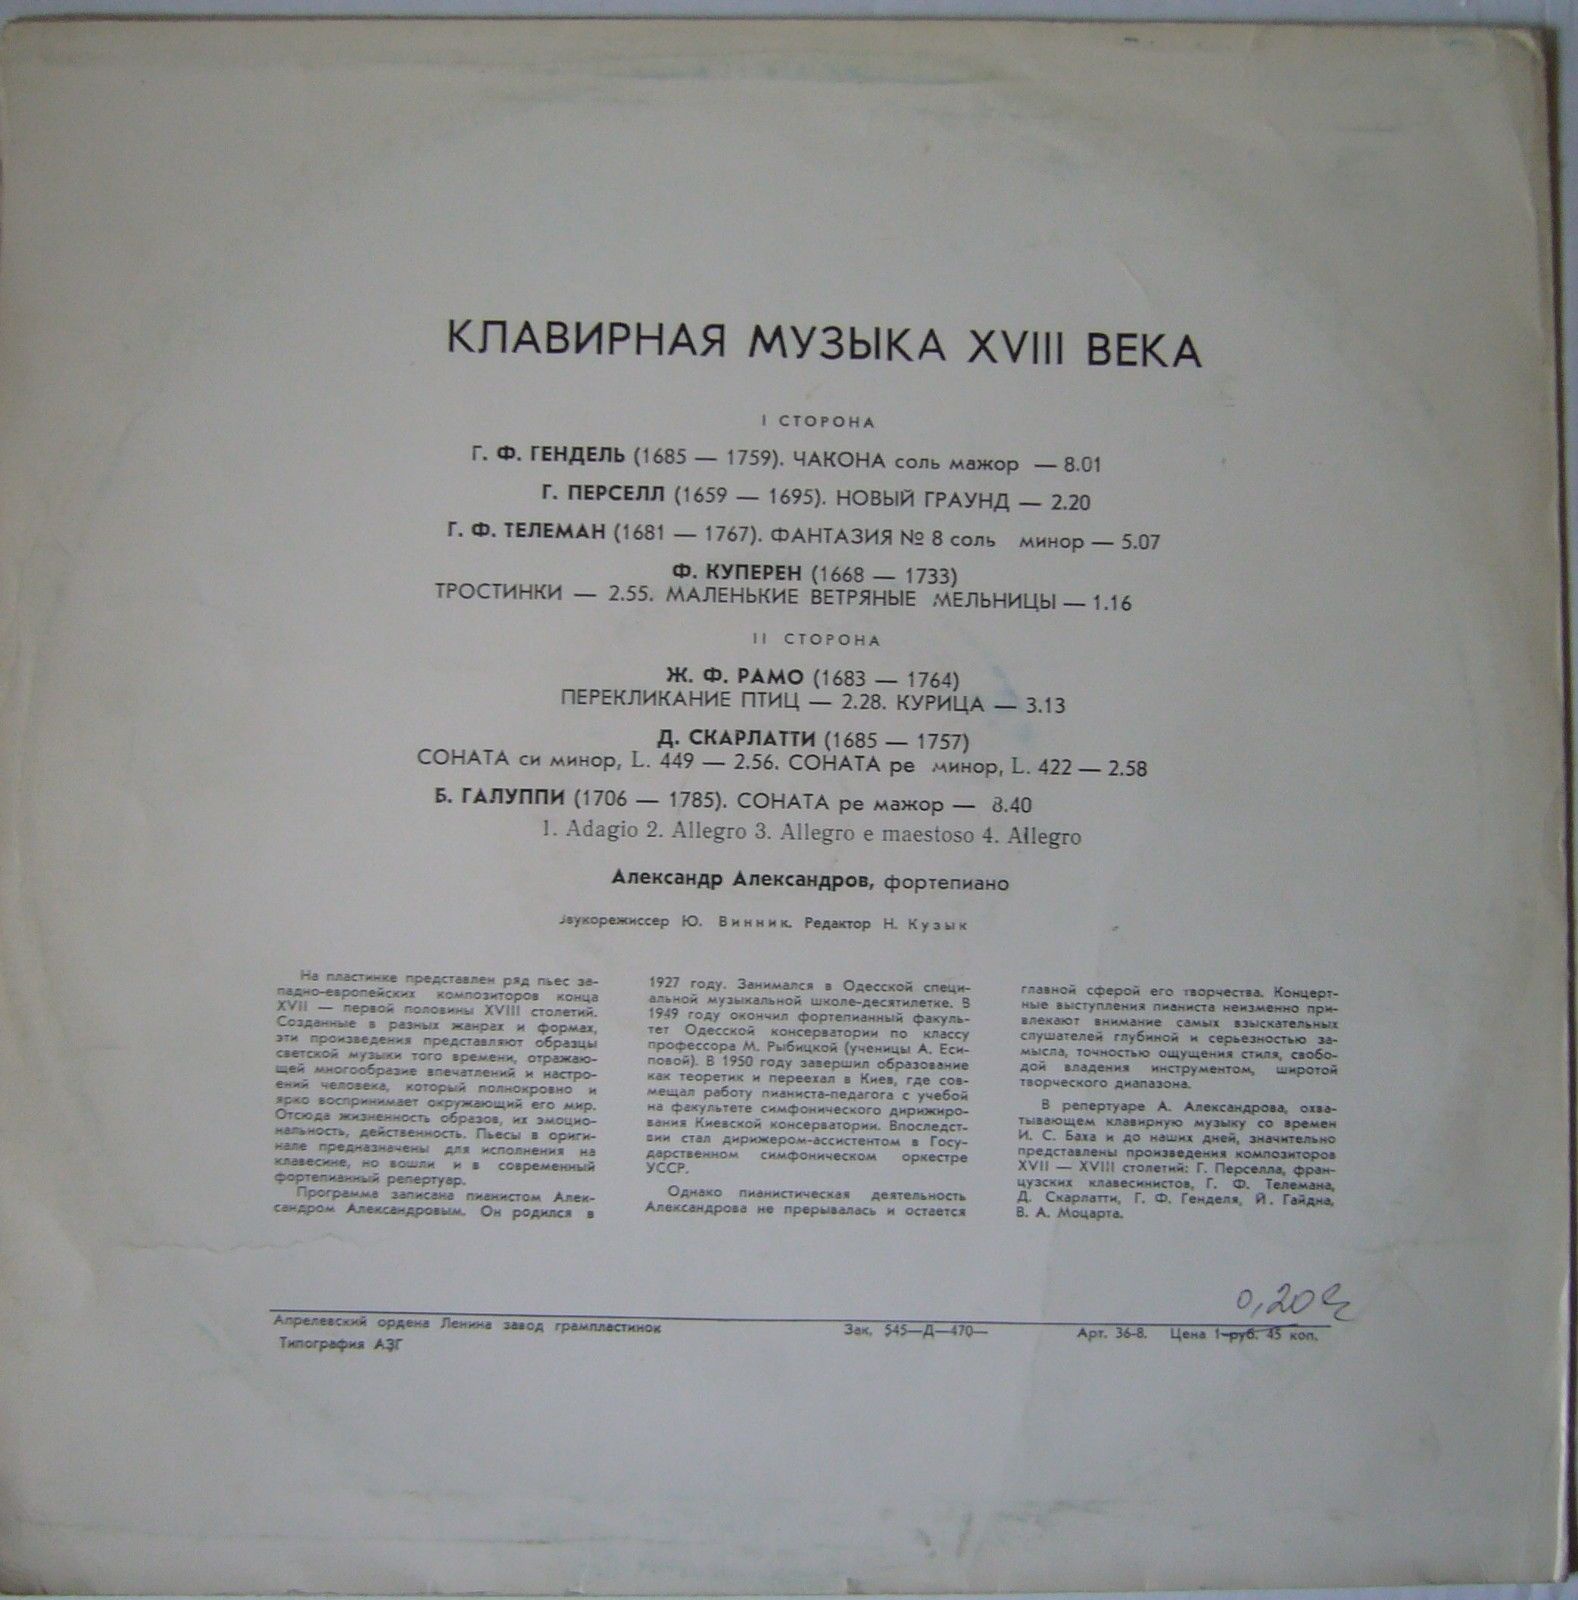 КЛАВИРНАЯ МУЗЫКА XVIII ВЕКА
I СТОРОНА
Г. Ф. ГЕНДЕЛЬ (1685 — 1759). ЧАКОНА соль мажор — 8.01
Г. ПЕРСЕЛЛ (1659 — 1695). НОВЫЙ ГРАУНД — 2.20
Г. Ф. ТЕЛЕМАН (1681 — 1767). ФАНТАЗИЯ № 8 соль минор — 5.07
Ф. КУПЕРЕН (1668 — 1733)
ТРОСТИНКИ — 2.55. МАЛЕНЬКИЕ ВЕТРЯНЫЕ МЕЛЬНИЦЫ — 1.16
II СТОРОНА
Ж. Ф. РАМО (1683 — 1764)
ПЕРЕКЛИКАНИЕ ПТИЦ — 2.28. КУРИЦА — 3.13
Д. СКАРЛАТТИ (1685 — 1757)
СОНАТА си минор, L. 449 — 2.56. СОНАТА ре минор, L. 422 — 2.58
Б. ГАЛУППИ (1706 — 1785). СОНАТА ре мажор — 8.40
1. Adagio 2. Allegro 3. Allegro e maestoso 4. Allegro
Александр Александров, фортепиано
Звукорежиссер Ю. Винник. Редактор Н. Кузык
На пластинке представлен ряд пьес за-
падно-европейских композиторов конца
XVII — первой половины XVIII столетий.
Созданные в разных жанрах и формах,
эти произведения представляют образцы
светской музыки того времени, отражаю-
щей многообразие впечатлений и настро-
ений человека, который полнокровно и
ярко воспринимает окружающий его мир.
Отсюда жизненность образов, их эмоцио-
нальность, действенность. Пьесы в ориги-
нале предназначены для исполнения на
клавесине, но вошли и в современный
фортепианный репертуар.
Программа записана пианистом Алек-
сандром Александровым. Он родился в
1927 году. Занимался в Одесской специ-
альной музыкальной школе-десятилетке. В
1949 году окончил фортепианный факуль-
тет Одесской консерватории по классу
профессора М. Рыбицкой (ученицы А. Еси-
повой). В 1950 году завершил образование
как теоретик и переехал в Киев, где сов-
мещал работу пианиста-педагога с учебой
на факультете симфонического дирижиро-
вания Киевской консерватории. Впоследст-
вии стал дирижером-ассистентом в Госу-
дарственном симфоническом оркестре
УССР.
Однако пианистическая деятельность
Александрова не прерывалась и остается
главной сферой его творчества. Концерт-
ные выступления пианиста неизменно при-
влекают внимание самых взыскательных
слушателей глубиной и серьезностью за-
мысла, точностью ощущения стиля, свобо-
дой владения инструментом, широтой
творческого диапазона.
В репертуаре А. Александрова, охва-
тывающем клавирную музыку со времен
И. С. Баха и до наших дней, значительно
представлены произведения композиторов
XVII — XVIII столетий: Г. Перселла, фран-
цузских клавесинистов, Г. Ф. Телемана,
Д. Скарлатти, Г. Ф. Генделя, Й. Гайдна,
В. А. Моцарта.
0,20
Апрелевский ордена Ленина завод грампластинок
Зак. 545—Д—470—
Арт. 36-8. Цена 1 руб. 45 коп.
Типография АЗГ